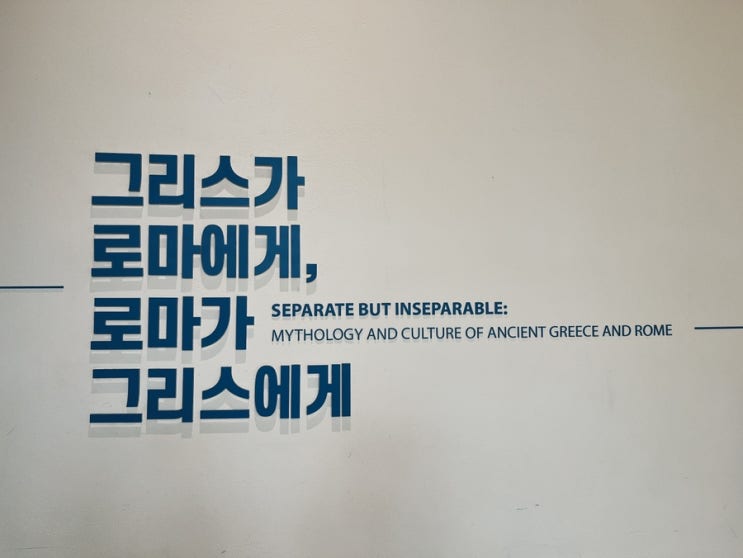 그리스가
로마에게,
로마가
그리스에게
SEPARATE BUT INSEPARABLE:
MYTHOLOGY AND CULTURE OF ANCIENT GREECE AND ROME